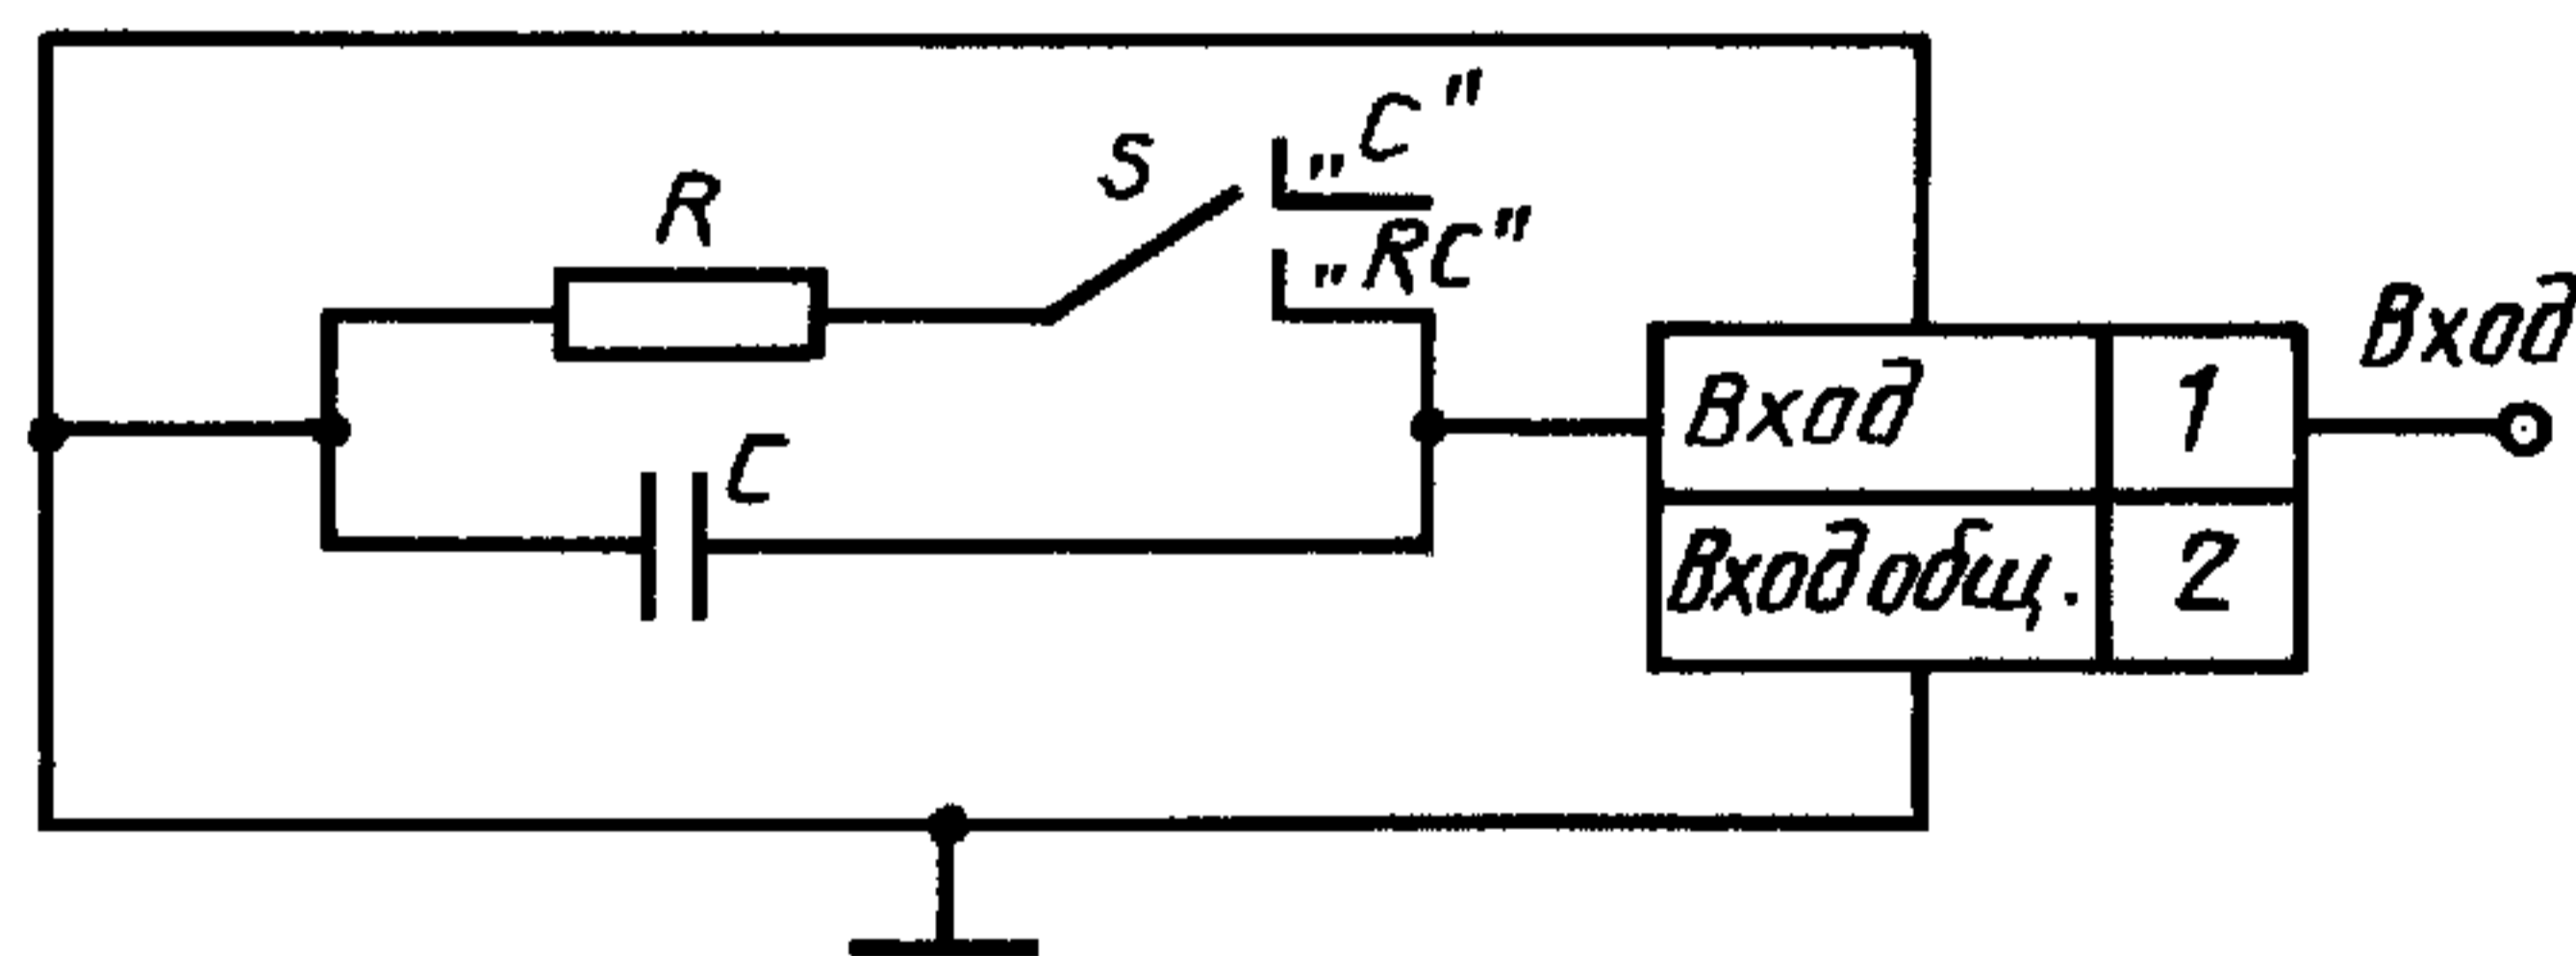 „C"
S
R
„RC"
Вход
Вход 1
C
Вход общ. 2